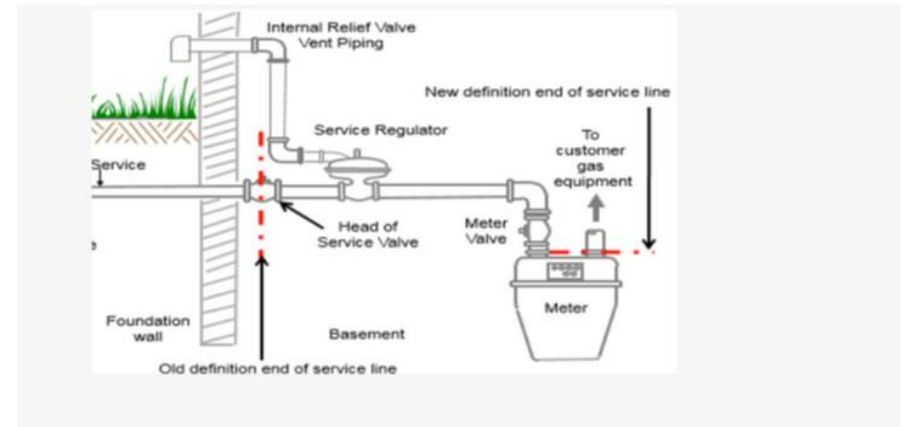 Internal Relief Valve
Vent Piping
New definition end of service line
Service Regulator
To
customer
gas
equipment
Service
Head of
Service Valve
Meter
Valve
Meter
Foundation
wall
Basement
Old definition end of service line